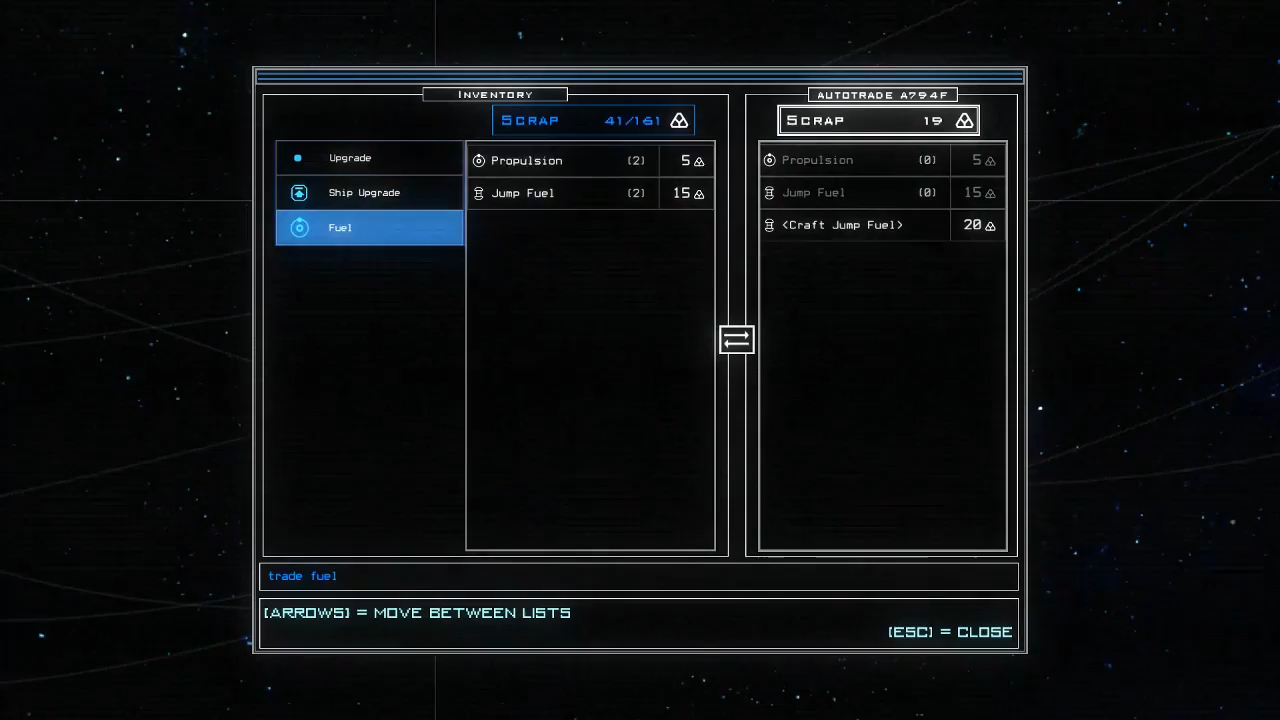 INVENTORY
SCRAP 41/161
Upgrade
Ship Upgrade
Fuel
Propulsion (2) 5
Jump Fuel (2) 15
AUTOTRADE A794F
SCRAP 19
Propulsion (0) 5
Jump Fuel (0) 15
<Craft Jump Fuel> 20
trade fuel
[ARROWS] = MOVE BETWEEN LISTS
[ESC] = CLOSE